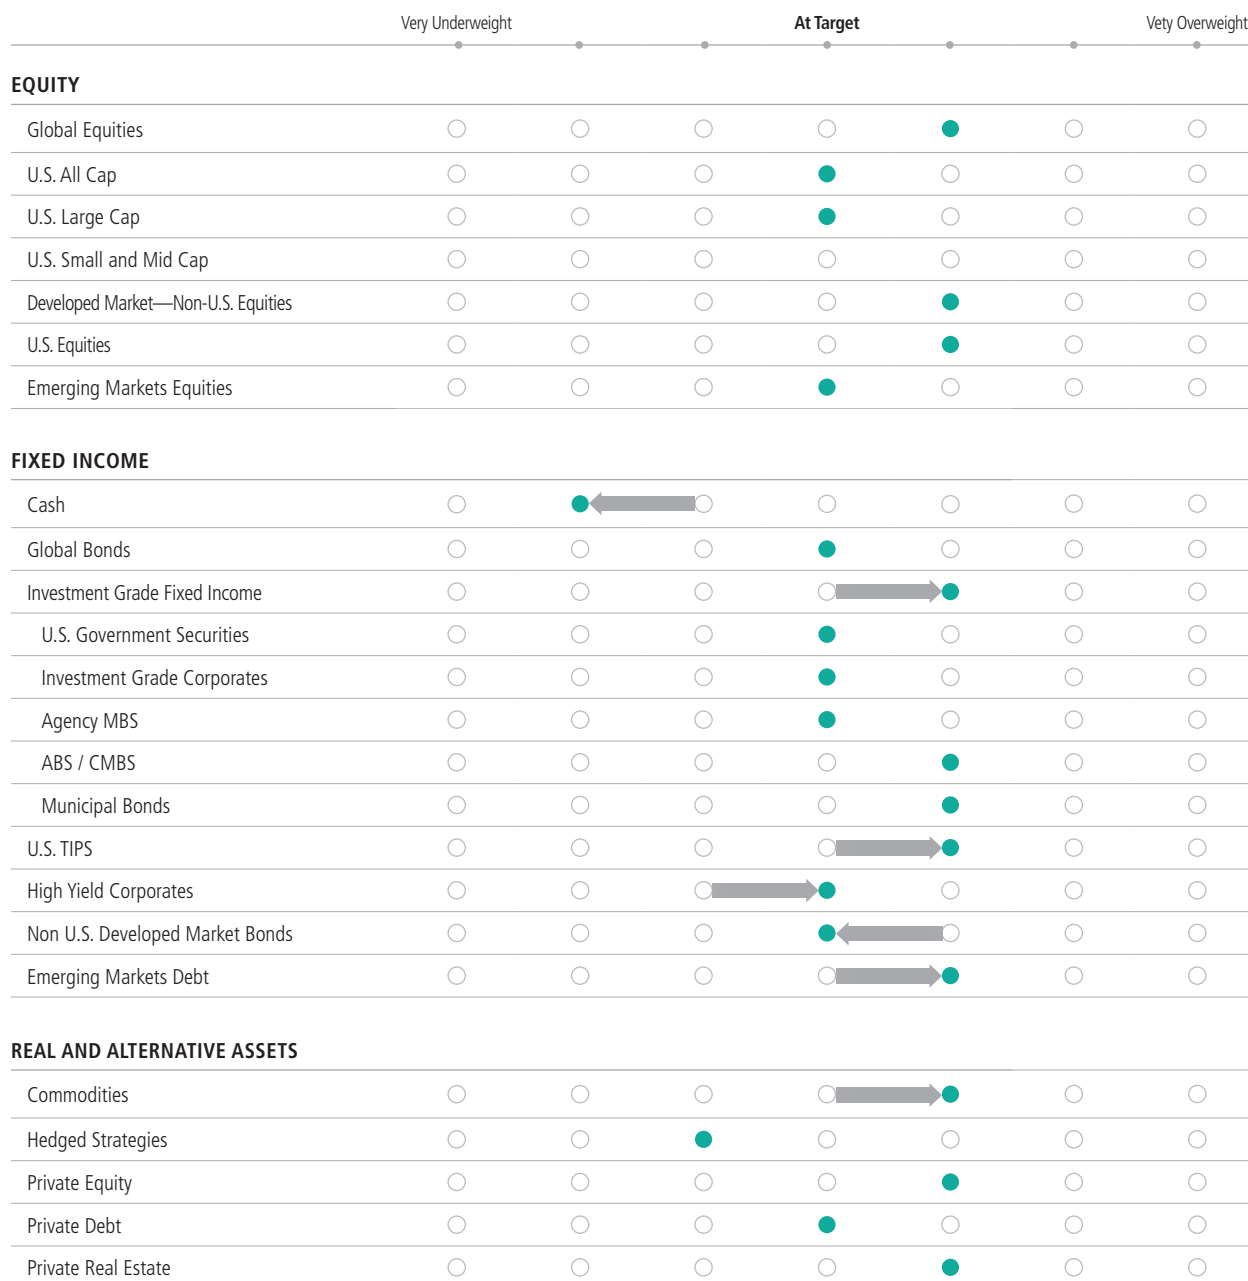 Very Underweight At Target Vety Overweight
EQUITY
Global Equities
U.S. All Cap
U.S. Large Cap
U.S. Small and Mid Cap
Developed Market—Non-U.S. Equities
U.S. Equities
Emerging Markets Equities
FIXED INCOME
Cash
Global Bonds
Investment Grade Fixed Income
U.S. Government Securities
Investment Grade Corporates
Agency MBS
ABS / CMBS
Municipal Bonds
U.S. TIPS
High Yield Corporates
Non U.S. Developed Market Bonds
Emerging Markets Debt
REAL AND ALTERNATIVE ASSETS
Commodities
Hedged Strategies
Private Equity
Private Debt
Private Real Estate